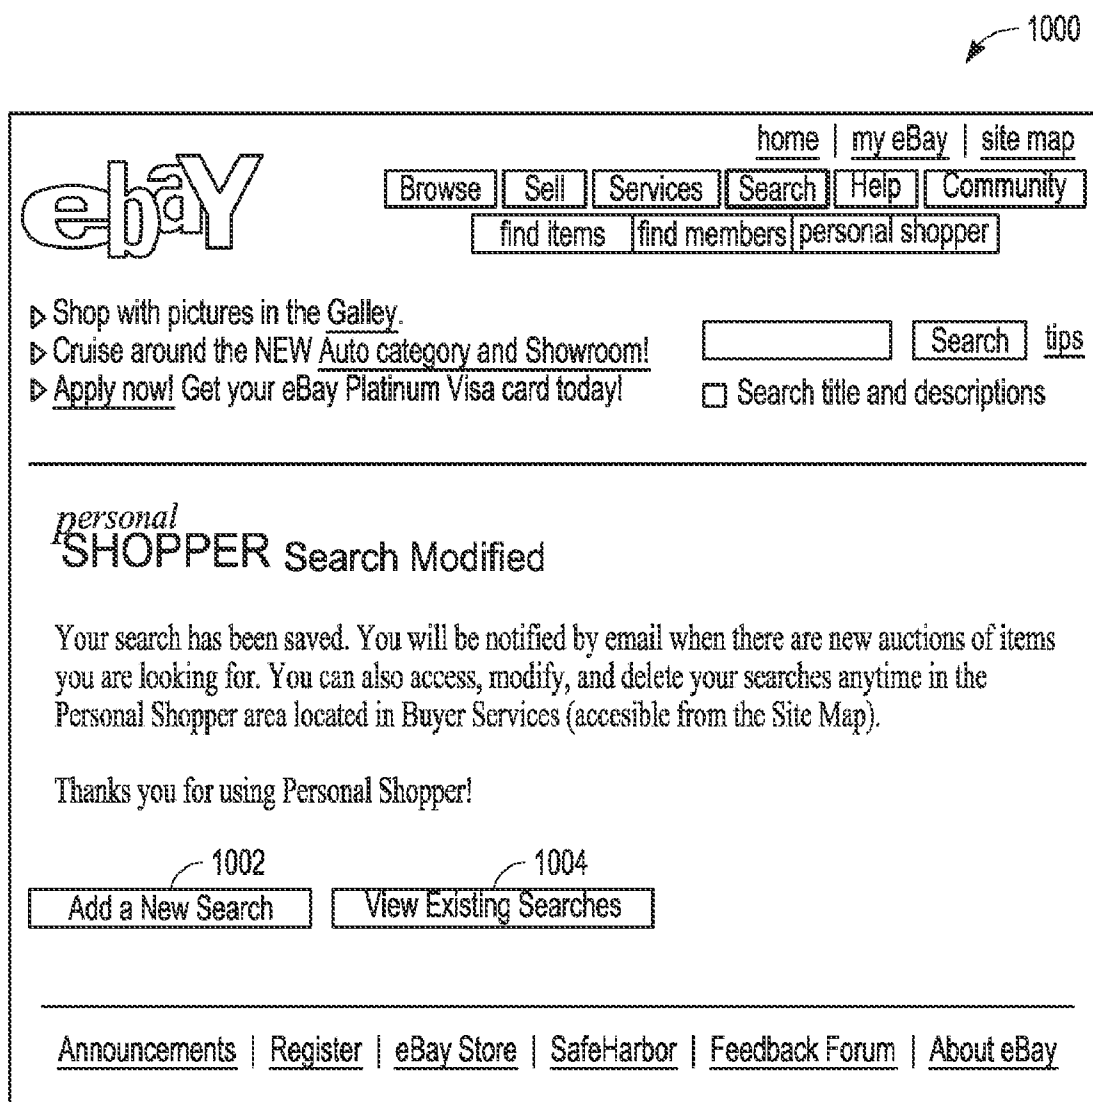 1000
home | my eBay | site map
ebaY
Browse Sell Services Search Help Community
find items find members personal shopper
Shop with pictures in the Galley.
Cruise around the NEW Auto category and Showroom!
Apply now! Get your eBay Platinum Visa card today!
Search tips
Search title and descriptions
personal
SHOPPER Search Modified
Your search has been saved. You will be notified by email when there are new auctions of items
you are looking for. You can also access, modify, and delete your searches anytime in the
Personal Shopper area located in Buyer Services (accesible from the Site Map).
Thanks you for using Personal Shopper!
1002 1004
Add a New Search View Existing Searches
Announcements | Register | eBay Store | SafeHarbor | Feedback Forum | About eBay